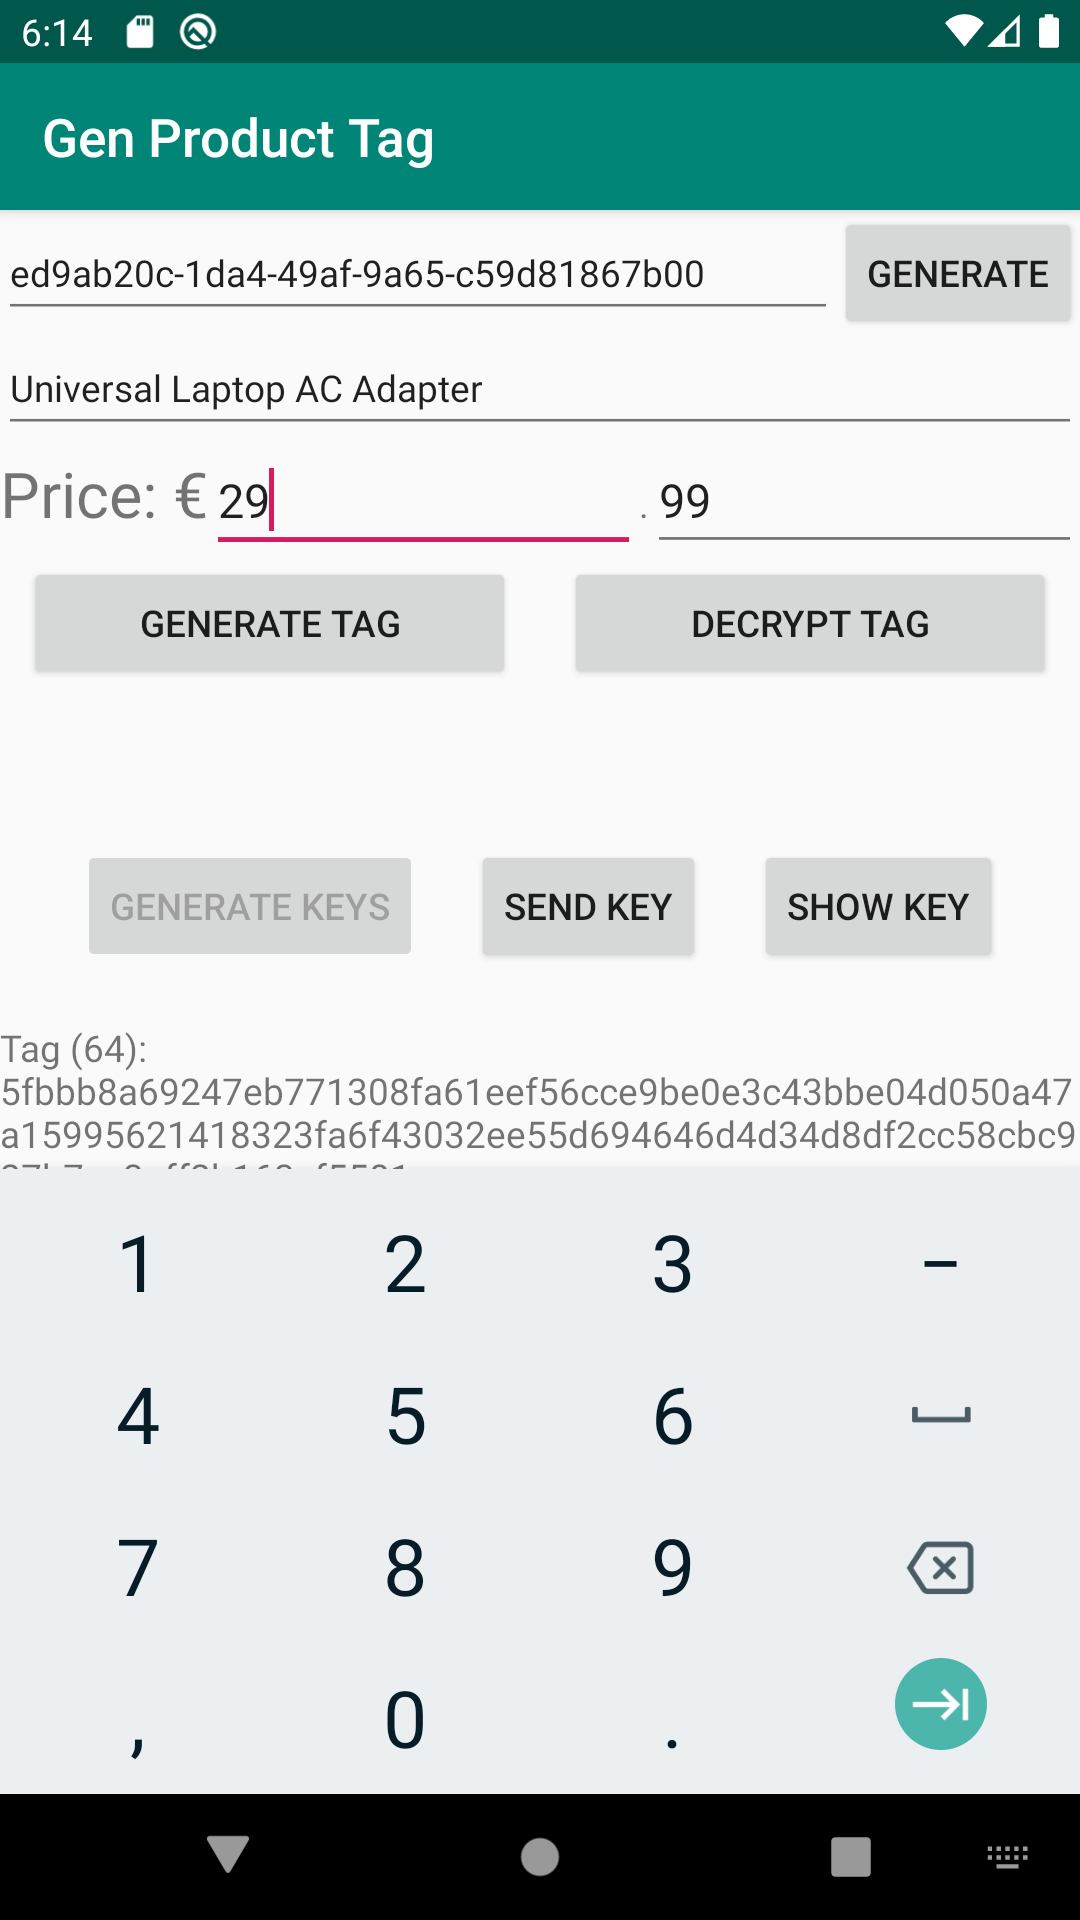 6:14
Gen Product Tag
ed9ab20c-1da4-49af-9a65-c59d81867b00 GENERATE
Universal Laptop AC Adapter
Price: € 29 . 99
GENERATE TAG DECRYPT TAG
GENERATE KEYS SEND KEY SHOW KEY
Tag (64):
5fbbb8a69247eb771308fa61eef56cce9be0e3c43bbe04d050a47
a15995621418323fa6f43032ee55d694646d4d34d8df2cc58cbc9
1 2 3 –
4 5 6
7 8 9
, 0 .